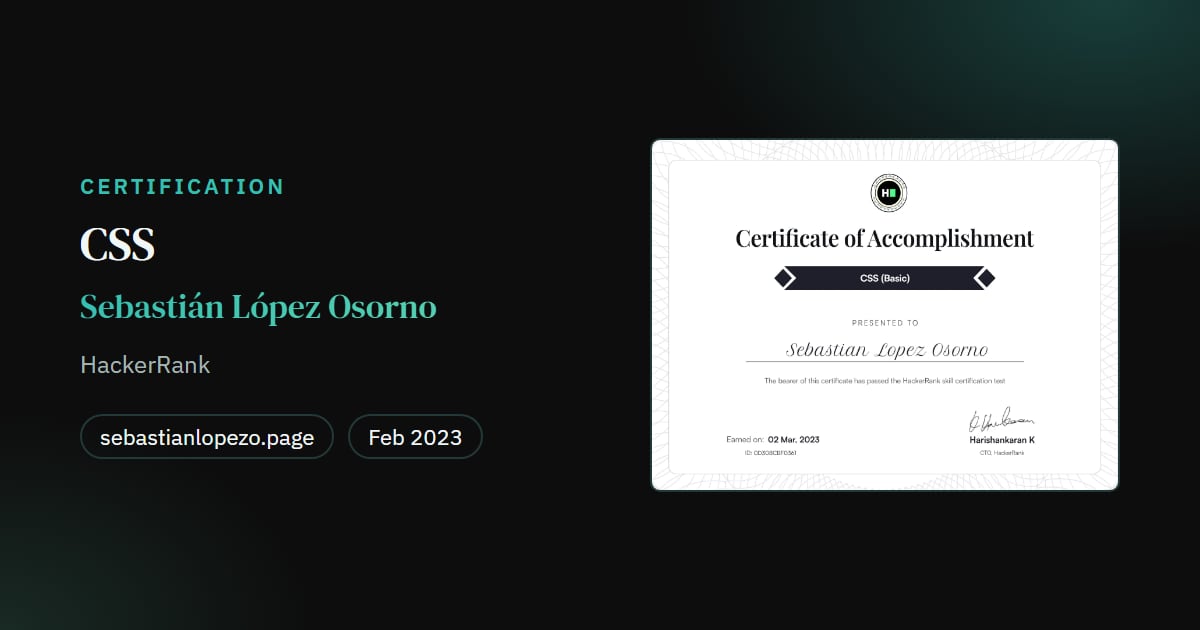 CERTIFICATION
CSS
Sebastián López Osorno
HackerRank
sebastianlopezo.page
Feb 2023
H
Certificate of Accomplishment
CSS (Basic)
PRESENTED TO
Sebastian Lopez Osorno
The bearer of this certificate has passed the HackerRank skill certification test
Earned on: 02 Mar. 2023
ID:
Harishankaran K
CTO, HackerRank